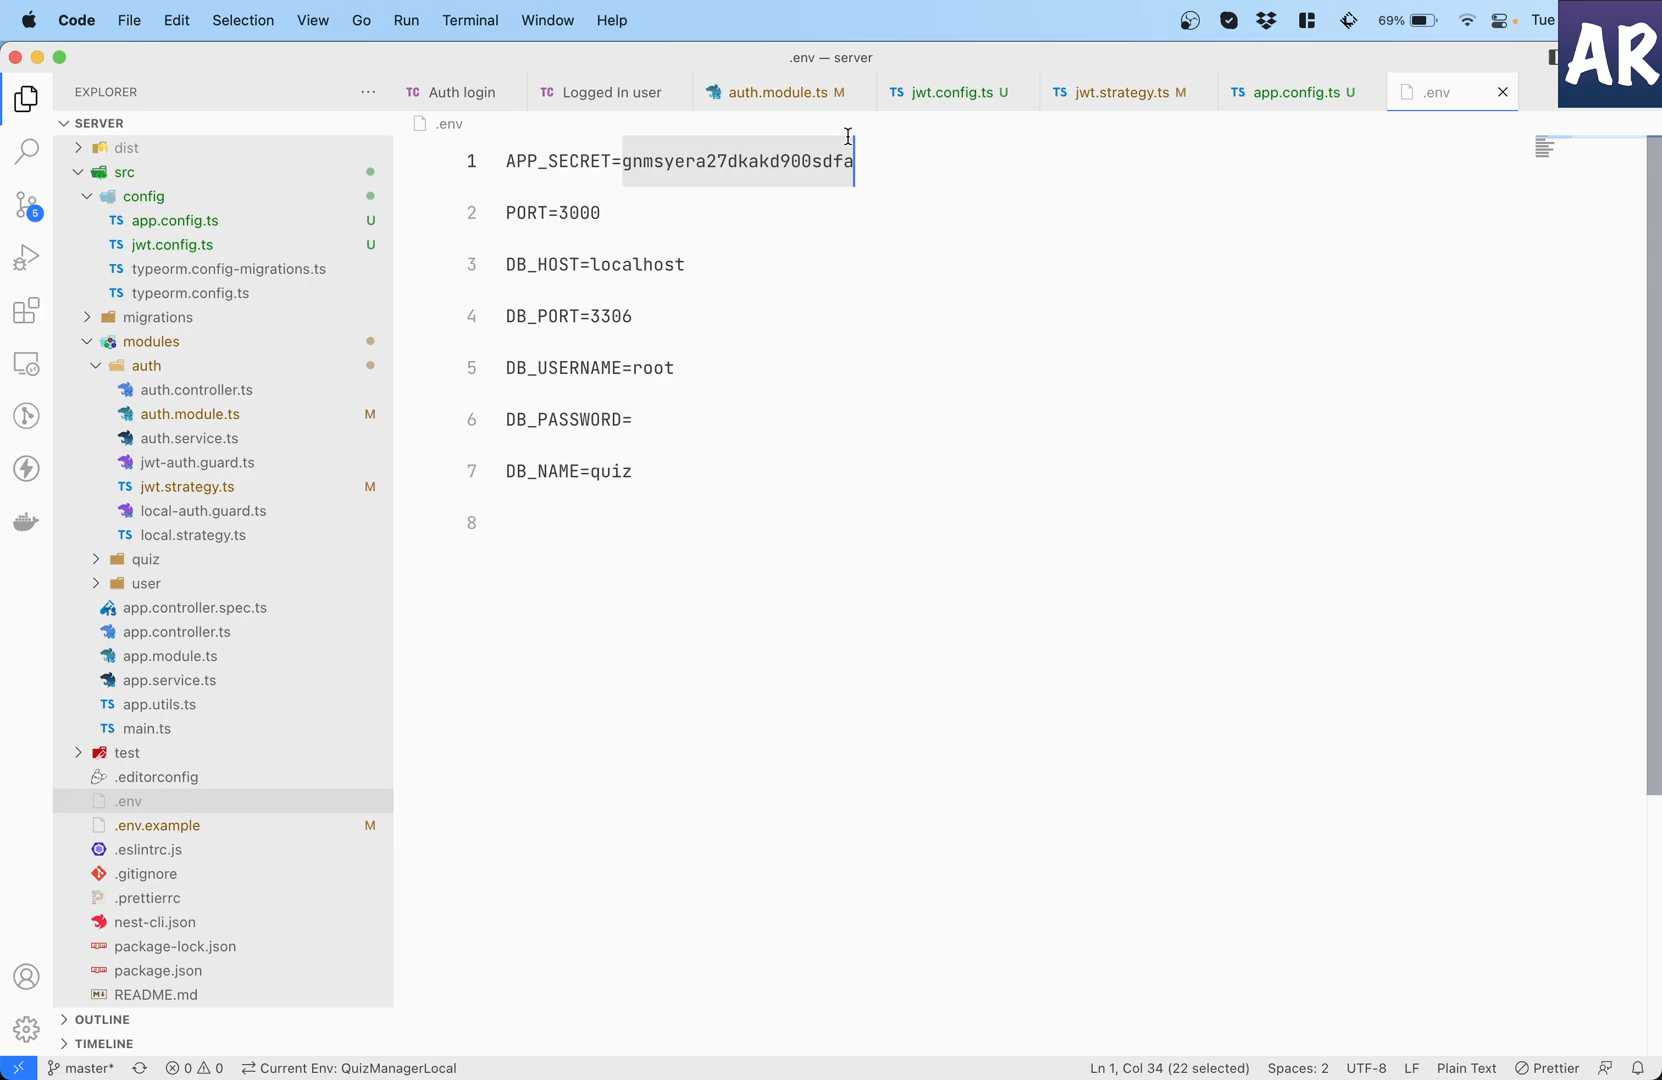 Code File Edit Selection View Go Run Terminal Window Help 69% Tue
AR
.env — server
EXPLORER
TC Auth login
TC Logged In user
auth.module.ts M
TS jwt.config.ts U
TS jwt.strategy.ts M
TS app.config.ts U
.env
SERVER
.env
dist
src
config
TS app.config.ts U
TS jwt.config.ts U
TS typeorm.config-migrations.ts
TS typeorm.config.ts
migrations
modules
auth
auth.controller.ts
auth.module.ts M
auth.service.ts
jwt-auth.guard.ts
TS jwt.strategy.ts M
local-auth.guard.ts
TS local.strategy.ts
quiz
user
app.controller.spec.ts
app.controller.ts
app.module.ts
app.service.ts
TS app.utils.ts
TS main.ts
test
.editorconfig
.env
.env.example M
.eslintrc.js
.gitignore
.prettierrc
nest-cli.json
package-lock.json
package.json
README.md
OUTLINE
TIMELINE
1 APP_SECRET=gnmsyera27dkakd900sdfa
2 PORT=3000
3 DB_HOST=localhost
4 DB_PORT=3306
5 DB_USERNAME=root
6 DB_PASSWORD=
7 DB_NAME=quiz
8
5
master* 0 0 Current Env: QuizManagerLocal Ln 1, Col 34 (22 selected) Spaces: 2 UTF-8 LF Plain Text Prettier